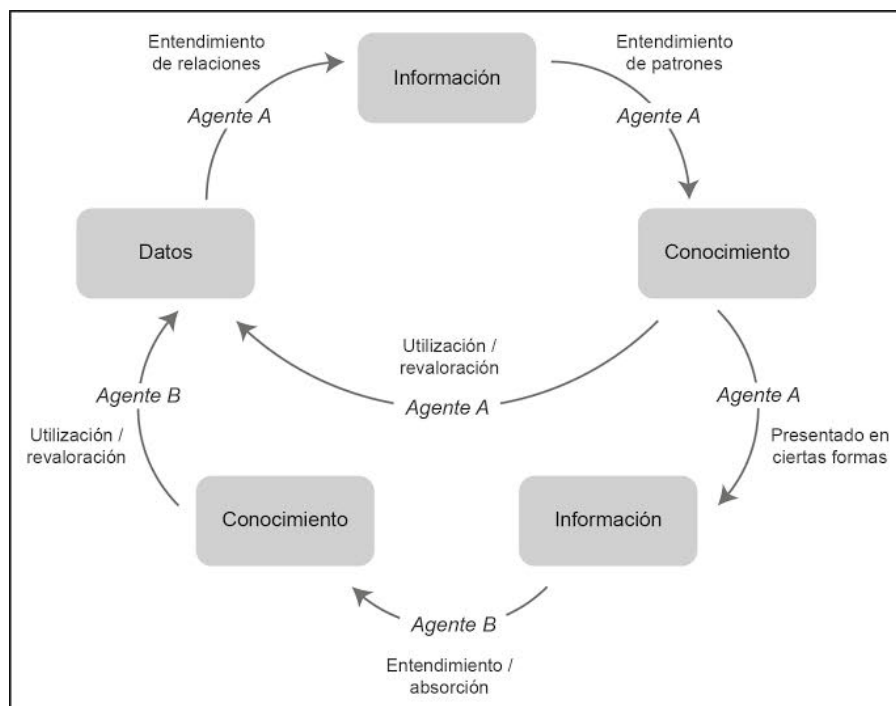 Entendimiento
de relaciones
Información
Entendimiento
de patrones
Agente A
Agente A
Datos
Conocimiento
Utilización /
revaloración
Agente A
Agente B
Utilización /
revaloración
Agente A
Presentado en
ciertas formas
Conocimiento
Información
Agente B
Entendimiento /
absorción